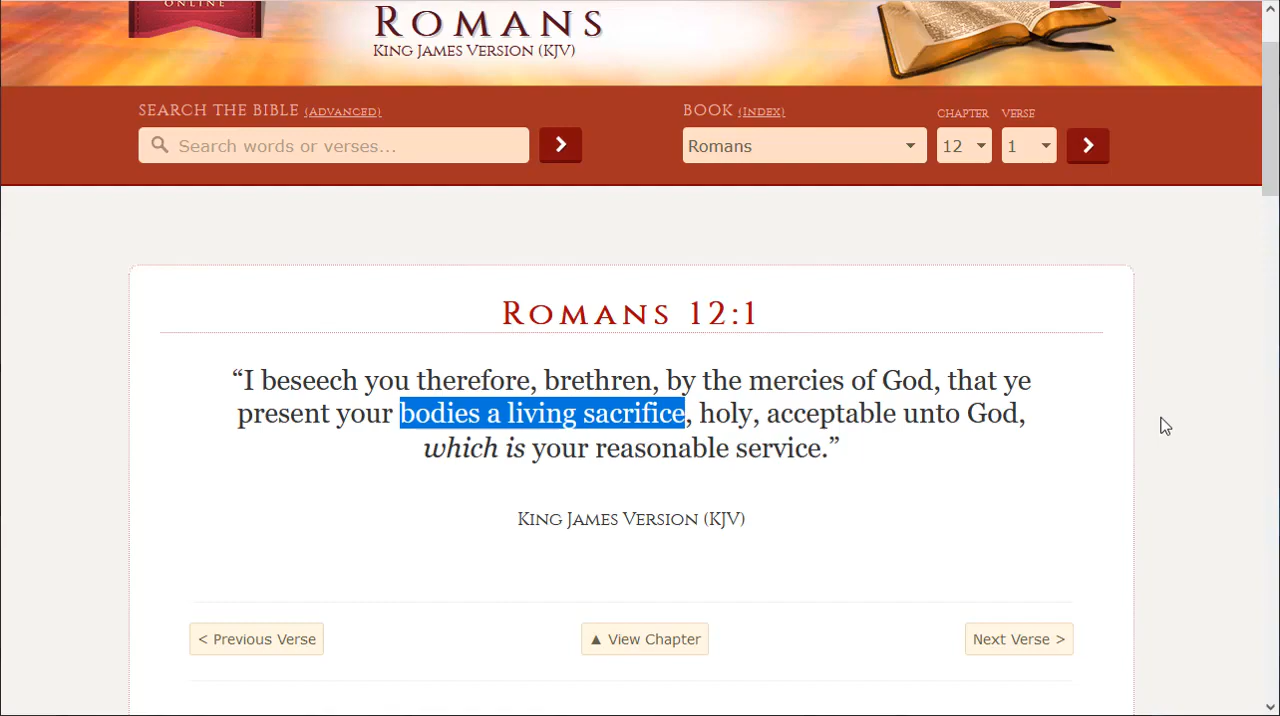 ONLINE
ROMANS
KING JAMES VERSION (KJV)
SEARCH THE BIBLE (ADVANCED)
BOOK (INDEX)
CHAPTER VERSE
Search words or verses...
Romans
12
1
ROMANS 12:1
“I beseech you therefore, brethren, by the mercies of God, that ye
present your bodies a living sacrifice, holy, acceptable unto God,
which is your reasonable service.”
KING JAMES VERSION (KJV)
< Previous Verse
▲ View Chapter
Next Verse >